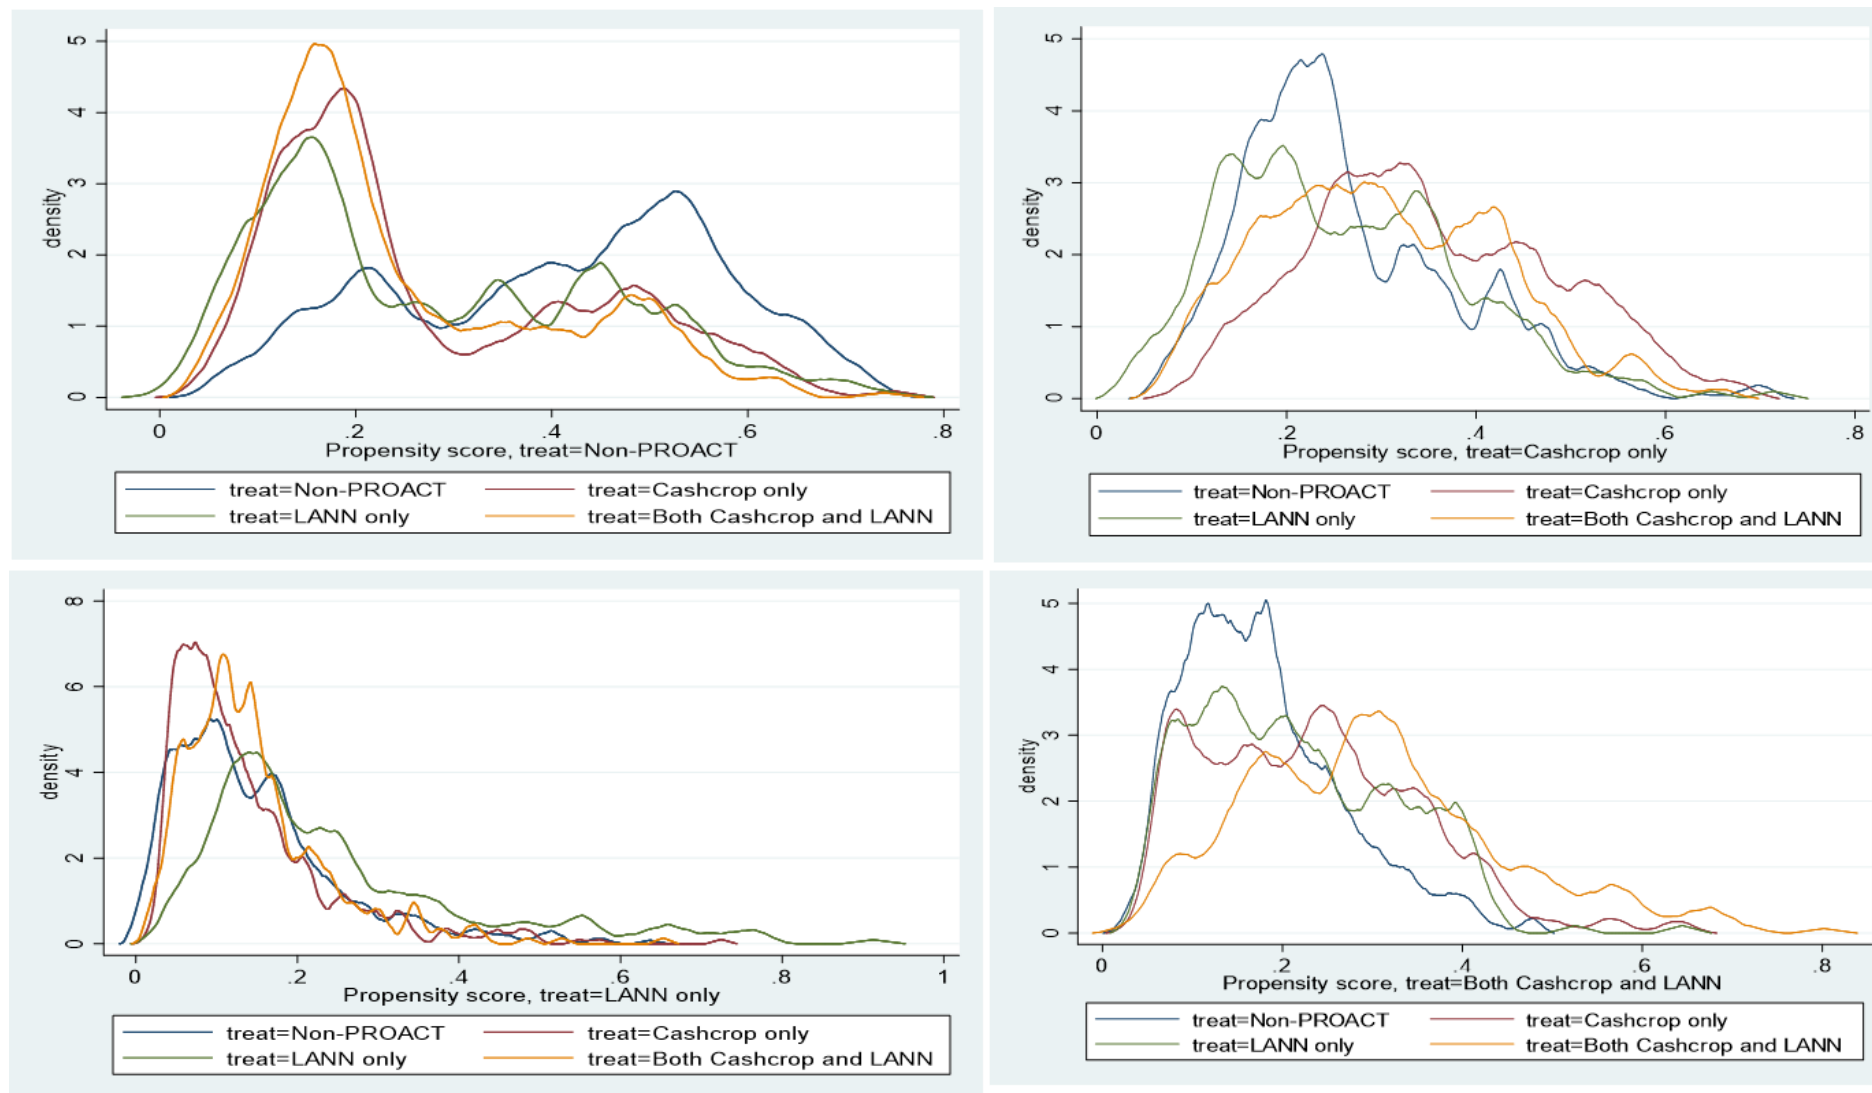 5
4
3
2
1
0
density
0 .2 .4 .6 .8
Propensity score, treat=Non-PROACT
treat=Non-PROACT treat=Cashcrop only
treat=LANN only treat=Both Cashcrop and LANN
5
4
3
2
1
0
density
0 .2 .4 .6 .8
Propensity score, treat=Cashcrop only
treat=Non-PROACT treat=Cashcrop only
treat=LANN only treat=Both Cashcrop and LANN
8
6
4
2
0
density
0 .2 .4 .6 .8 1
Propensity score, treat=LANN only
treat=Non-PROACT treat=Cashcrop only
treat=LANN only treat=Both Cashcrop and LANN
5
4
3
2
1
0
density
0 .2 .4 .6 .8
Propensity score, treat=Both Cashcrop and LANN
treat=Non-PROACT treat=Cashcrop only
treat=LANN only treat=Both Cashcrop and LANN